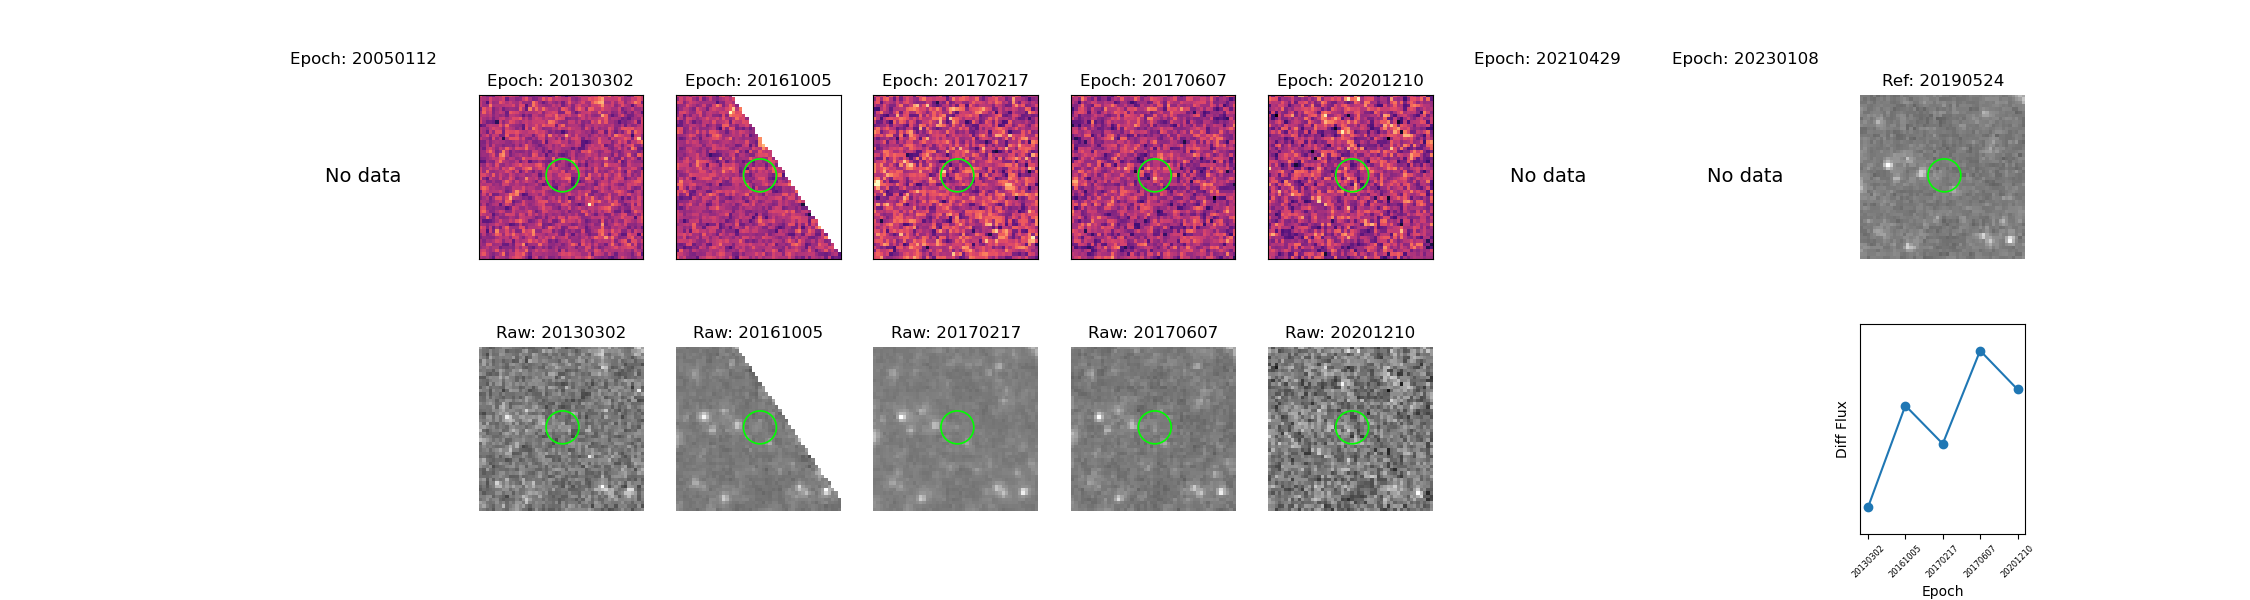 Epoch: 20050112
No data
Epoch: 20130302
Epoch: 20161005
Epoch: 20170217
Epoch: 20170607
Epoch: 20201210
Epoch: 20210429
No data
Epoch: 20230108
No data
Ref: 20190524
Raw: 20130302
Raw: 20161005
Raw: 20170217
Raw: 20170607
Raw: 20201210
Diff Flux
20130302
20161005
20170217
20170607
20201210
Epoch